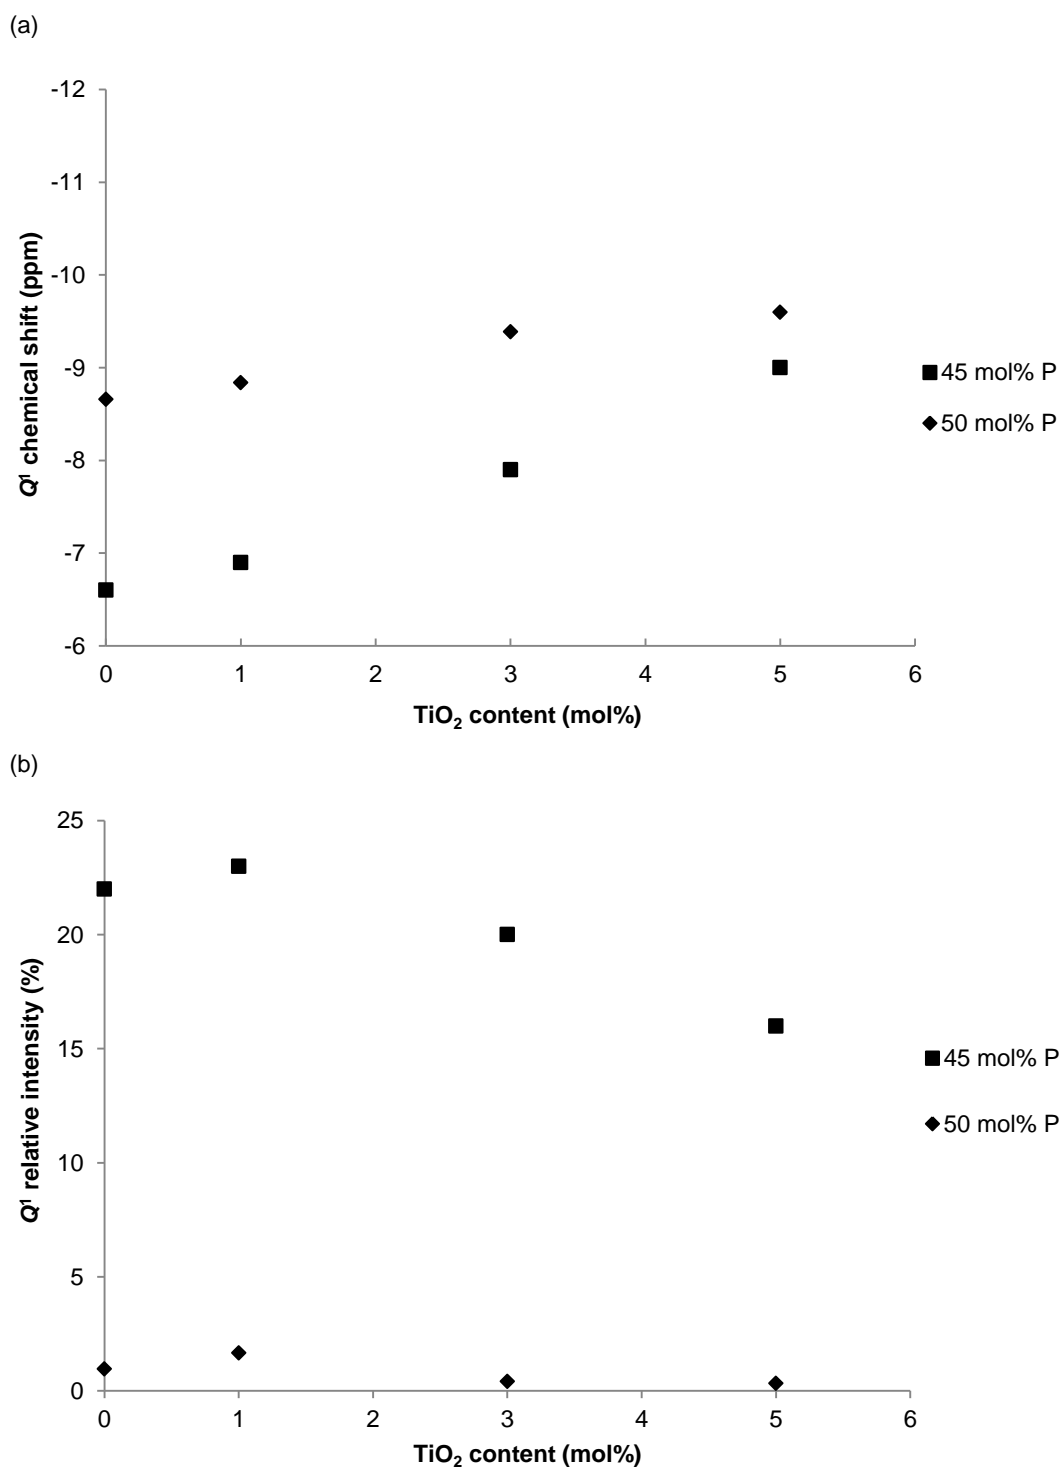 (a)
-12
-11
-10
-9
-8
-7
-6
Q¹ chemical shift (ppm)
0 1 2 3 4 5 6
TiO₂ content (mol%)
45 mol% P
50 mol% P
(b)
25
20
15
10
5
0
Q¹ relative intensity (%)
0 1 2 3 4 5 6
TiO₂ content (mol%)
45 mol% P
50 mol% P